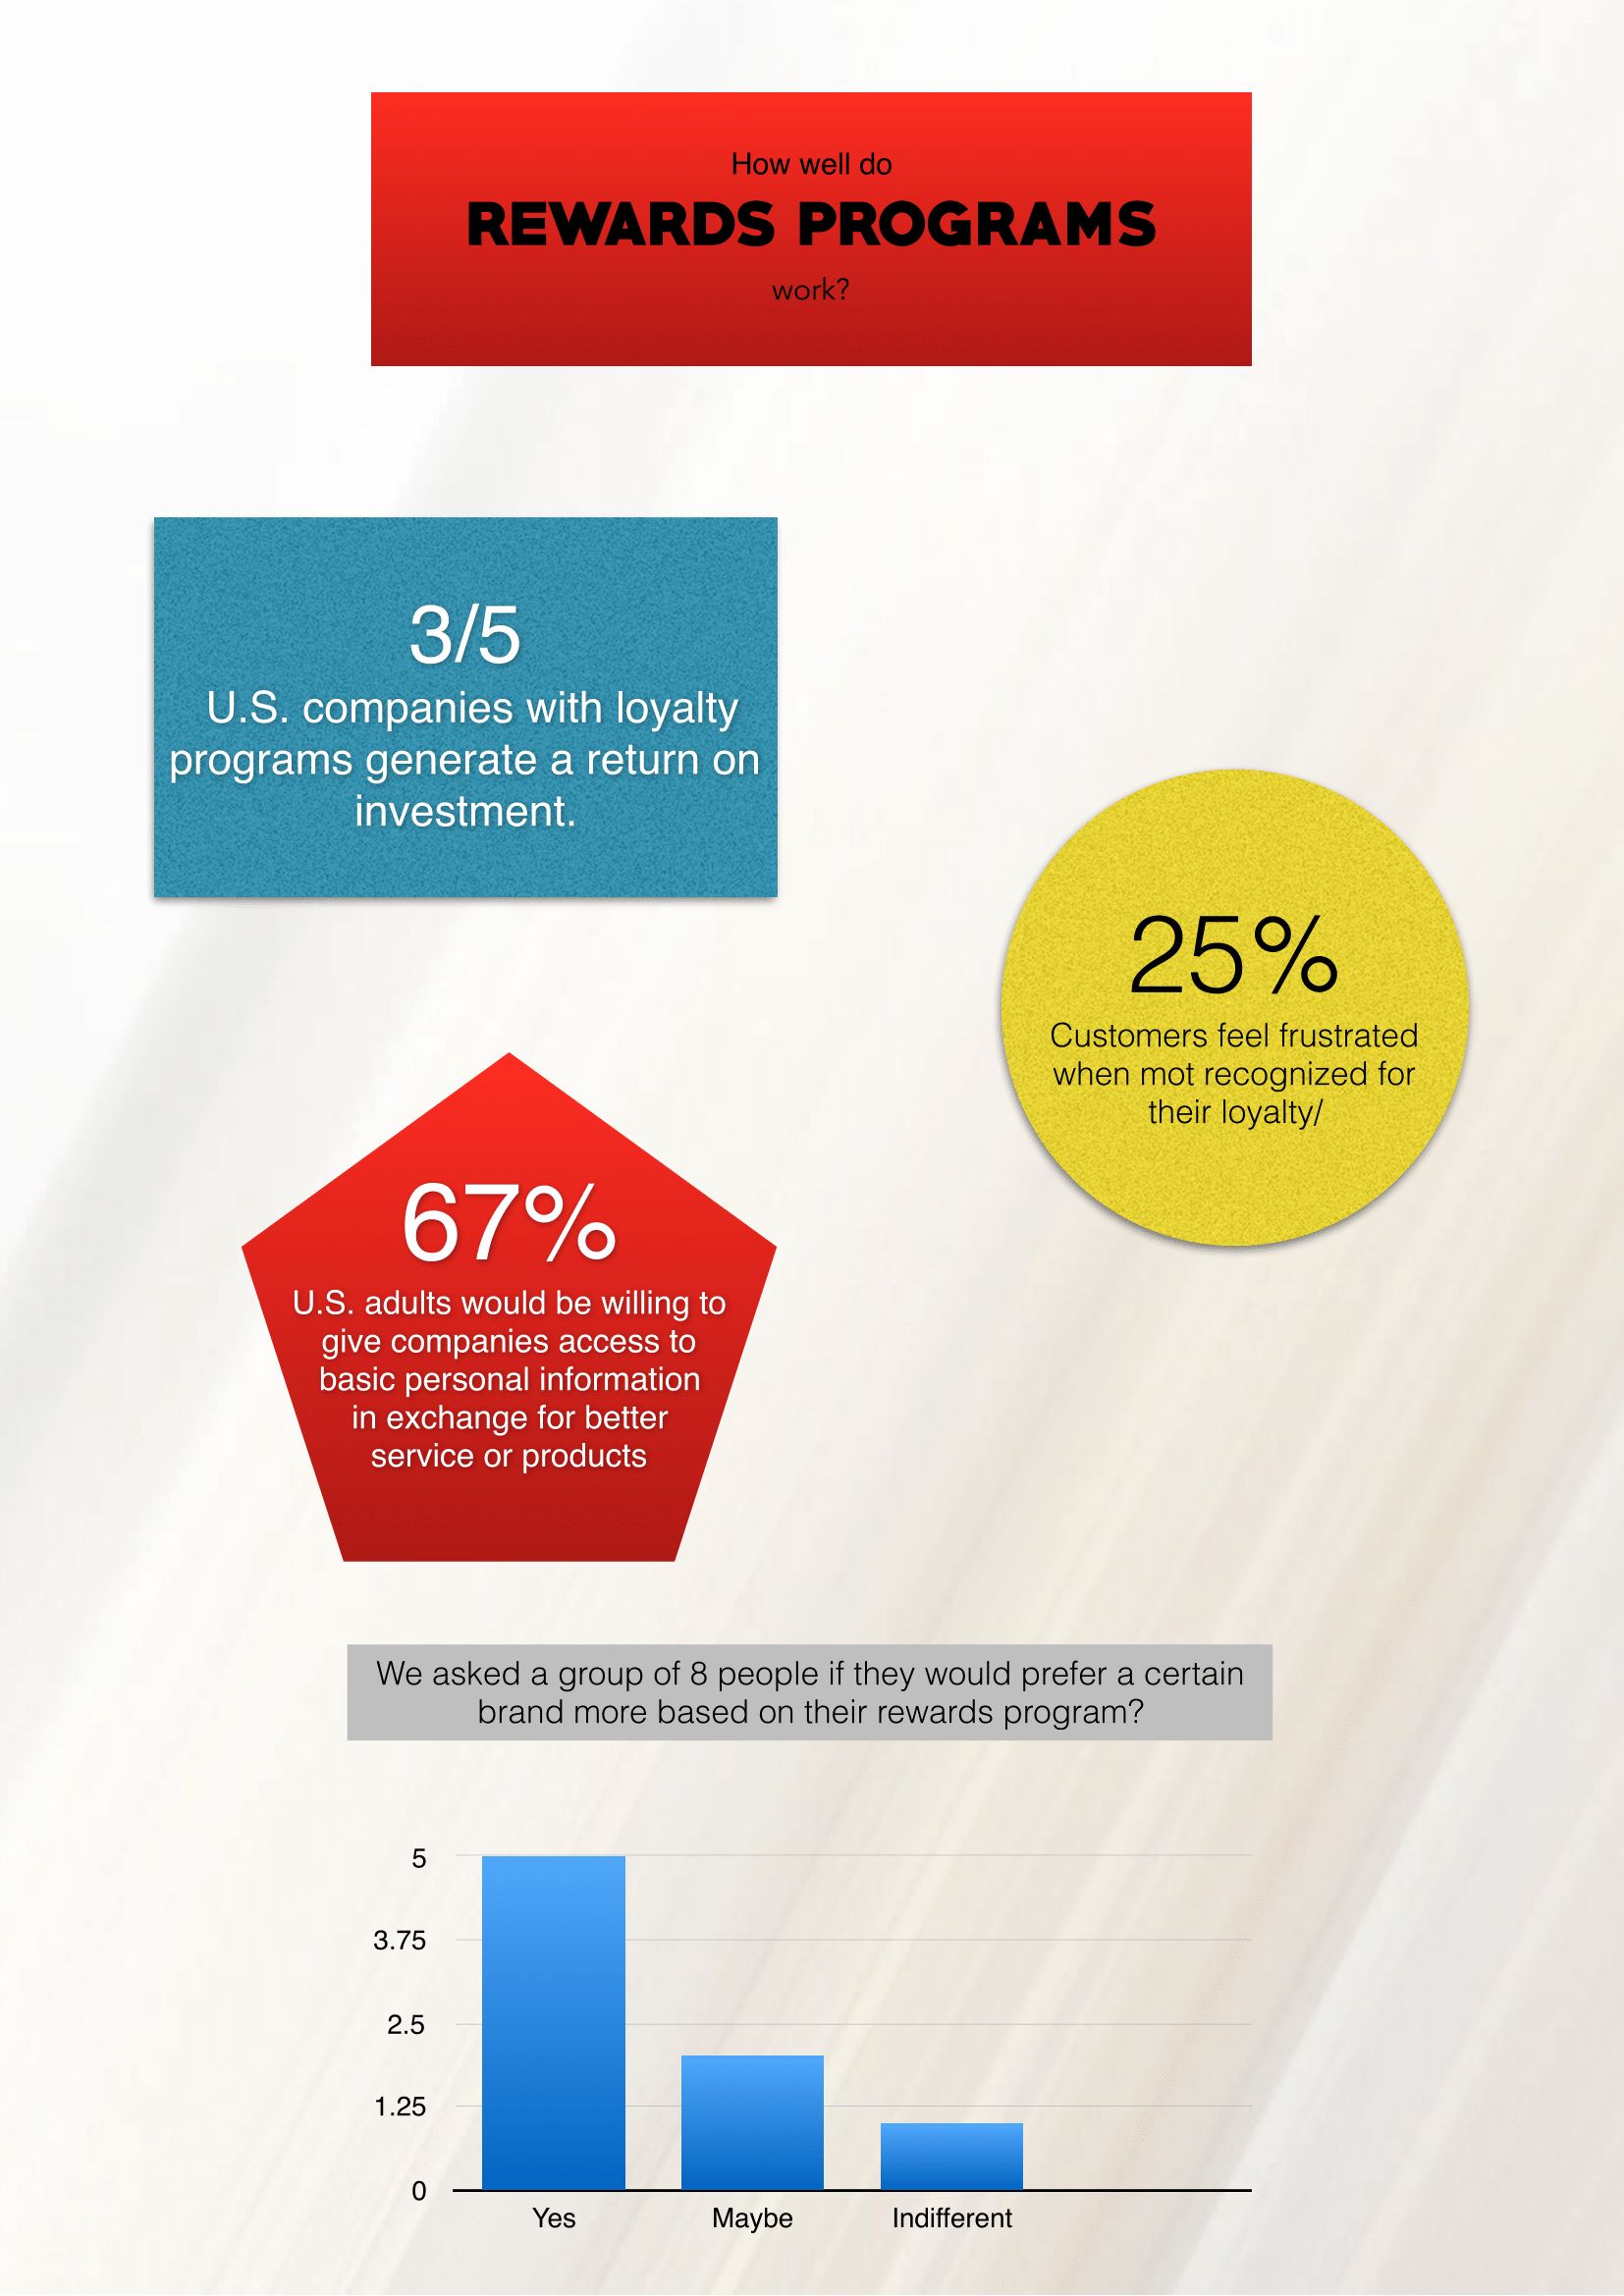 How well do
REWARDS PROGRAMS
work?
3/5
U.S. companies with loyalty
programs generate a return on
investment.
25%
Customers feel frustrated
when mot recognized for
their loyalty/
67%
U.S. adults would be willing to
give companies access to
basic personal information
in exchange for better
service or products
We asked a group of 8 people if they would prefer a certain
brand more based on their rewards program?
5
3.75
2.5
1.25
0
Yes
Maybe
Indifferent